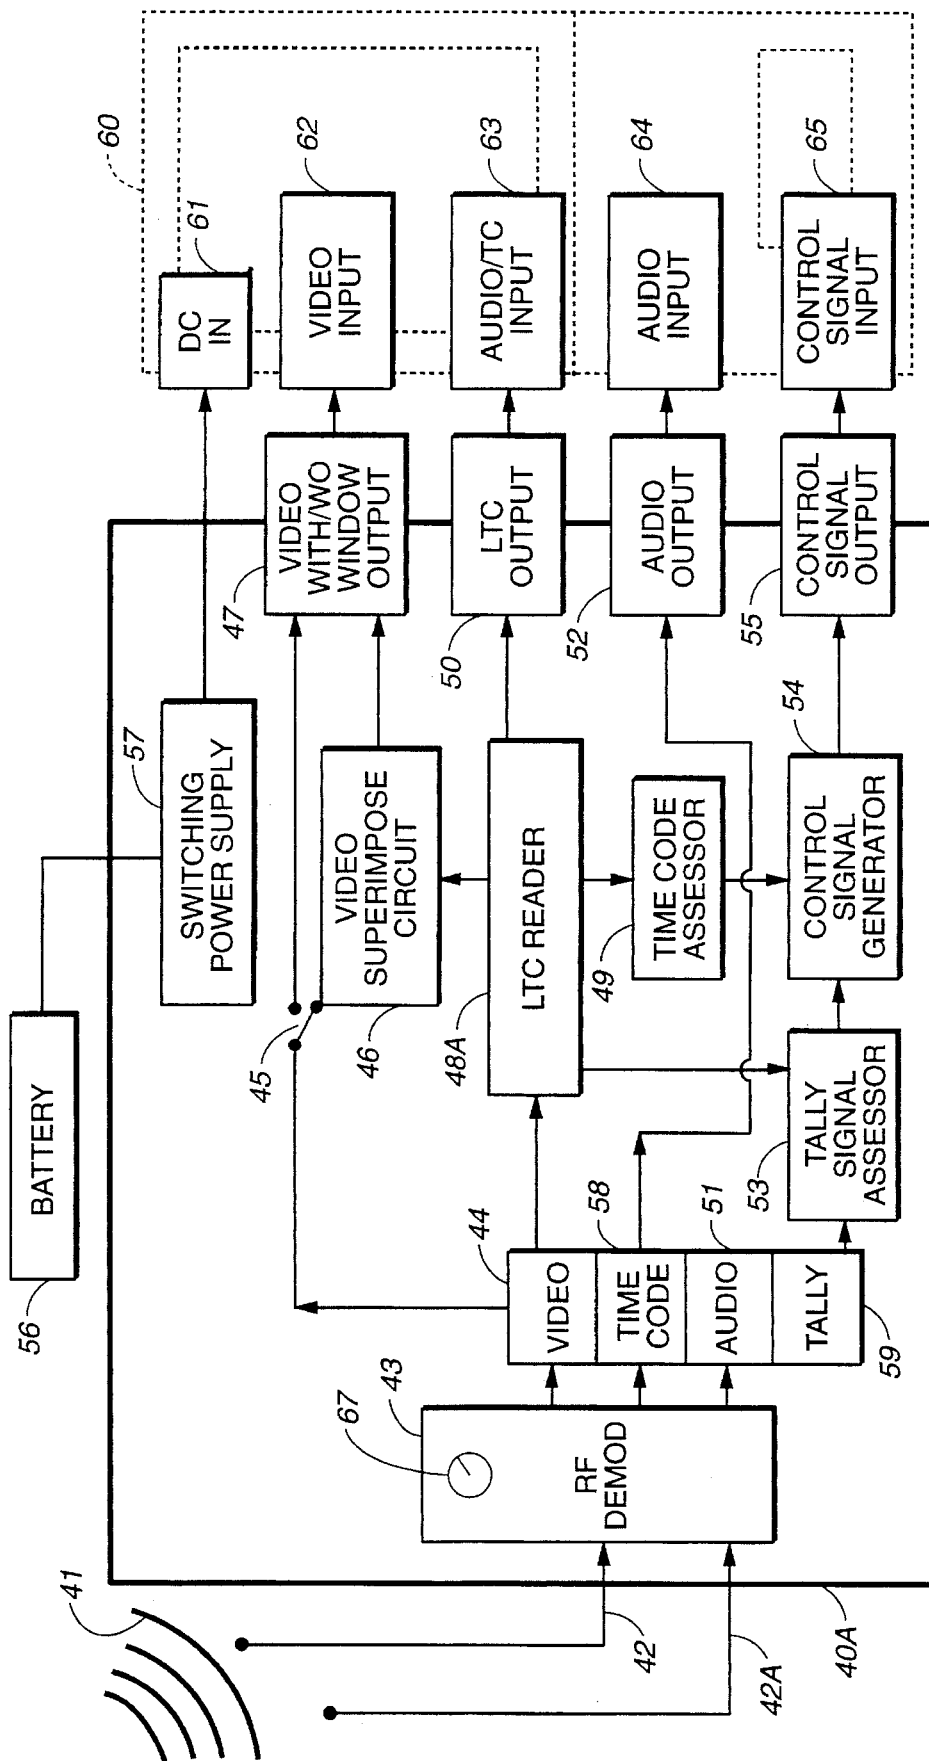 41
42
42A
40A
56
BATTERY
57
SWITCHING
POWER SUPPLY
67
43
RF
DEMOD
44
VIDEO
58
TIME
CODE
51
AUDIO
TALLY
59
45
46
VIDEO
SUPERIMPOSE
CIRCUIT
48A
LTC READER
49
TIME CODE
ASSESSOR
53
TALLY
SIGNAL
ASSESSOR
54
CONTROL
SIGNAL
GENERATOR
47
VIDEO
WITH/WO
WINDOW
OUTPUT
50
LTC
OUTPUT
52
AUDIO
OUTPUT
55
CONTROL
SIGNAL
OUTPUT
60
61
DC
IN
62
VIDEO
INPUT
63
AUDIO/TC
INPUT
64
AUDIO
INPUT
65
CONTROL
SIGNAL
INPUT